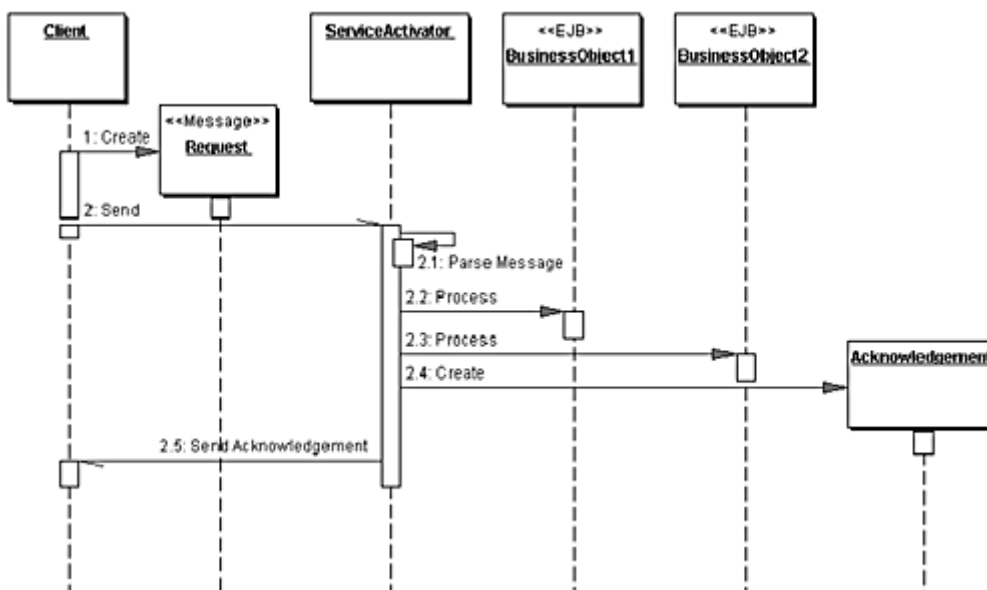 Client
ServiceActivator
<<EJB>>
BusinessObject1
<<EJB>>
BusinessObject2
<<Message>>
Request
1: Create
2: Send
2.1: Parse Message
2.2: Process
2.3: Process
2.4: Create
Acknowledgement
2.5: Send Acknowledgement